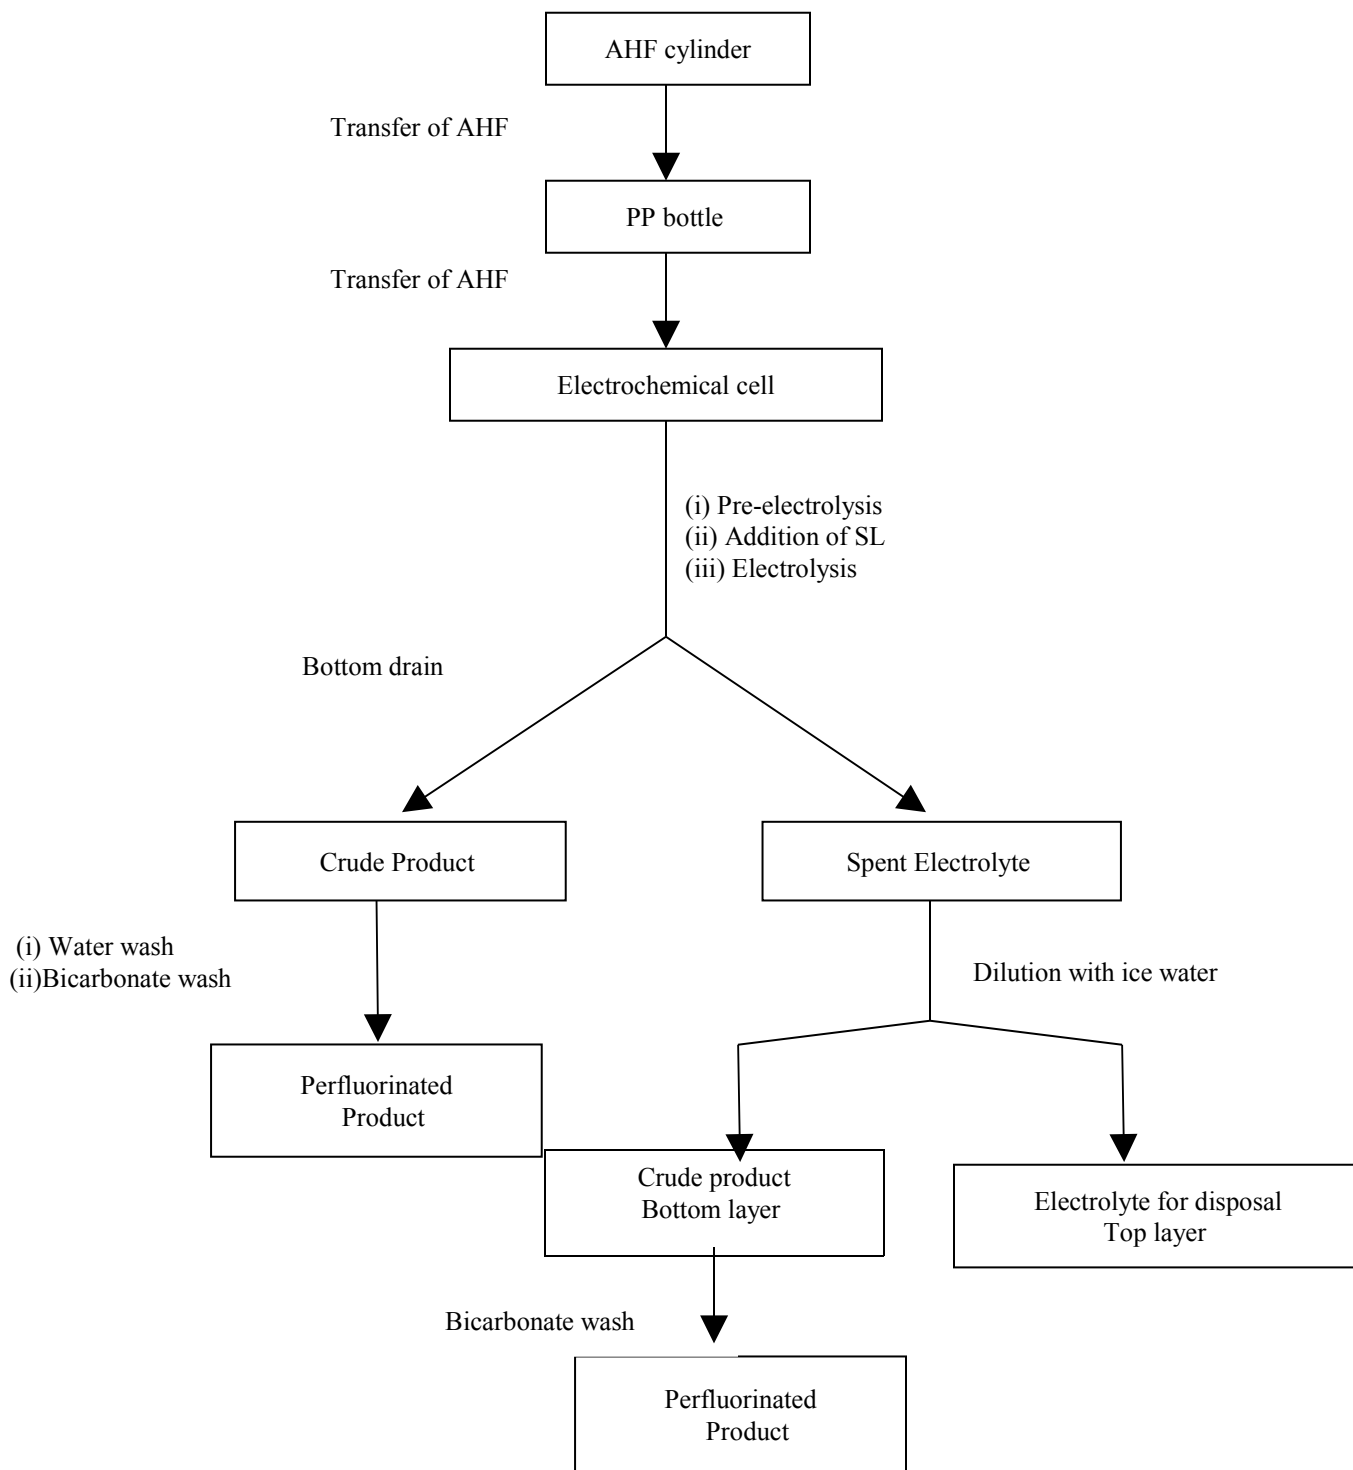 AHF cylinder
Transfer of AHF
PP bottle
Transfer of AHF
Electrochemical cell
(i) Pre-electrolysis
(ii) Addition of SL
(iii) Electrolysis
Bottom drain
Crude Product
Spent Electrolyte
(i) Water wash
(ii)Bicarbonate wash
Dilution with ice water
Perfluorinated
Product
Crude product
Bottom layer
Electrolyte for disposal
Top layer
Bicarbonate wash
Perfluorinated
Product